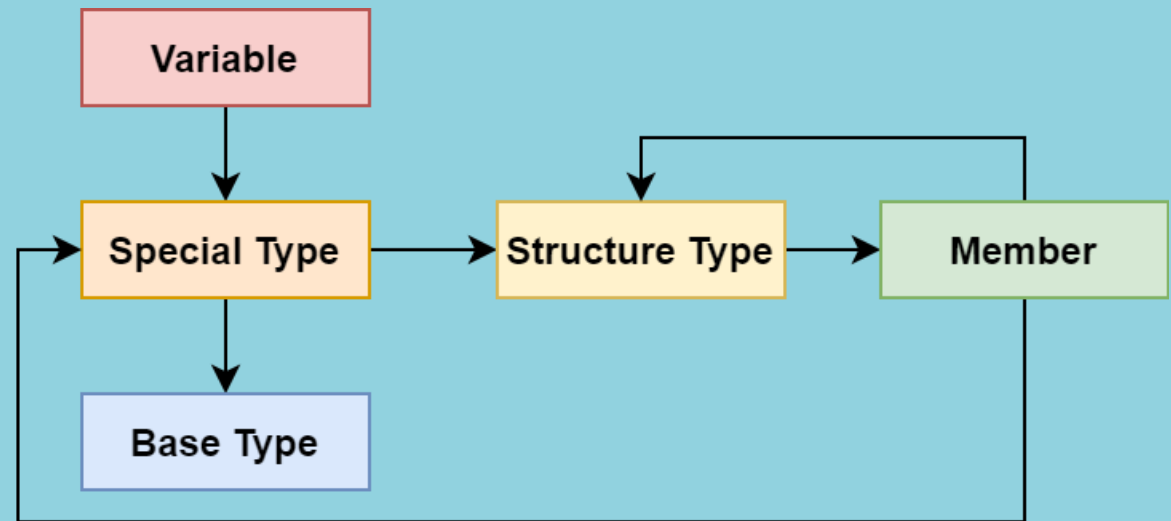 Variable
Special Type
Structure Type
Member
Base Type